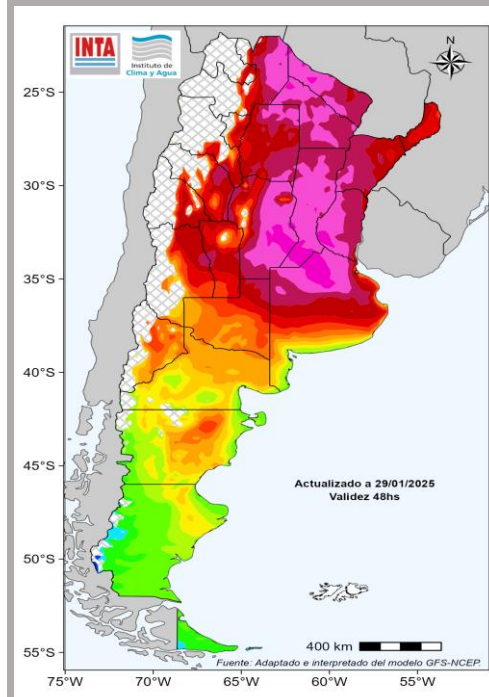 INTA
Instituto de
Clima y Agua
25°S
30°S
35°S
40°S
45°S
50°S
55°S
Actualizado a 29/01/2025
Validez 48hs
400 km
Fuente: Adaptado e interpretado del modelo GFS-NCEP.
75°W
70°W
65°W
60°W
55°W